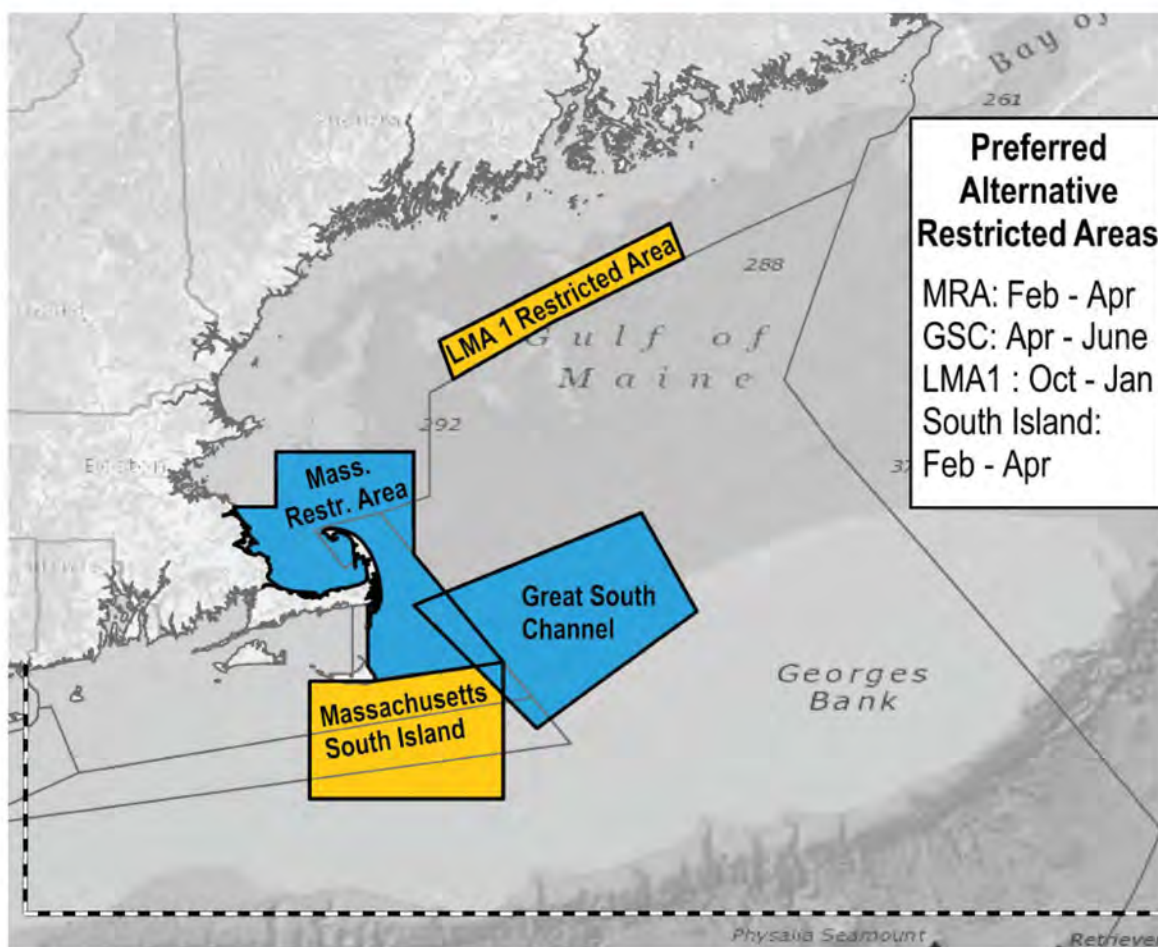 Bay of
261
Preferred
Alternative
Restricted Areas
MRA: Feb - Apr
GSC: Apr - June
LMA1 : Oct - Jan
South Island:
Feb - Apr
LMA 1 Restricted Area
288
Gulf of
Maine
292
37
Mass.
Restr. Area
Great South
Channel
Georges
Bank
Massachusetts
South Island
Physalia Seamount
Retriever